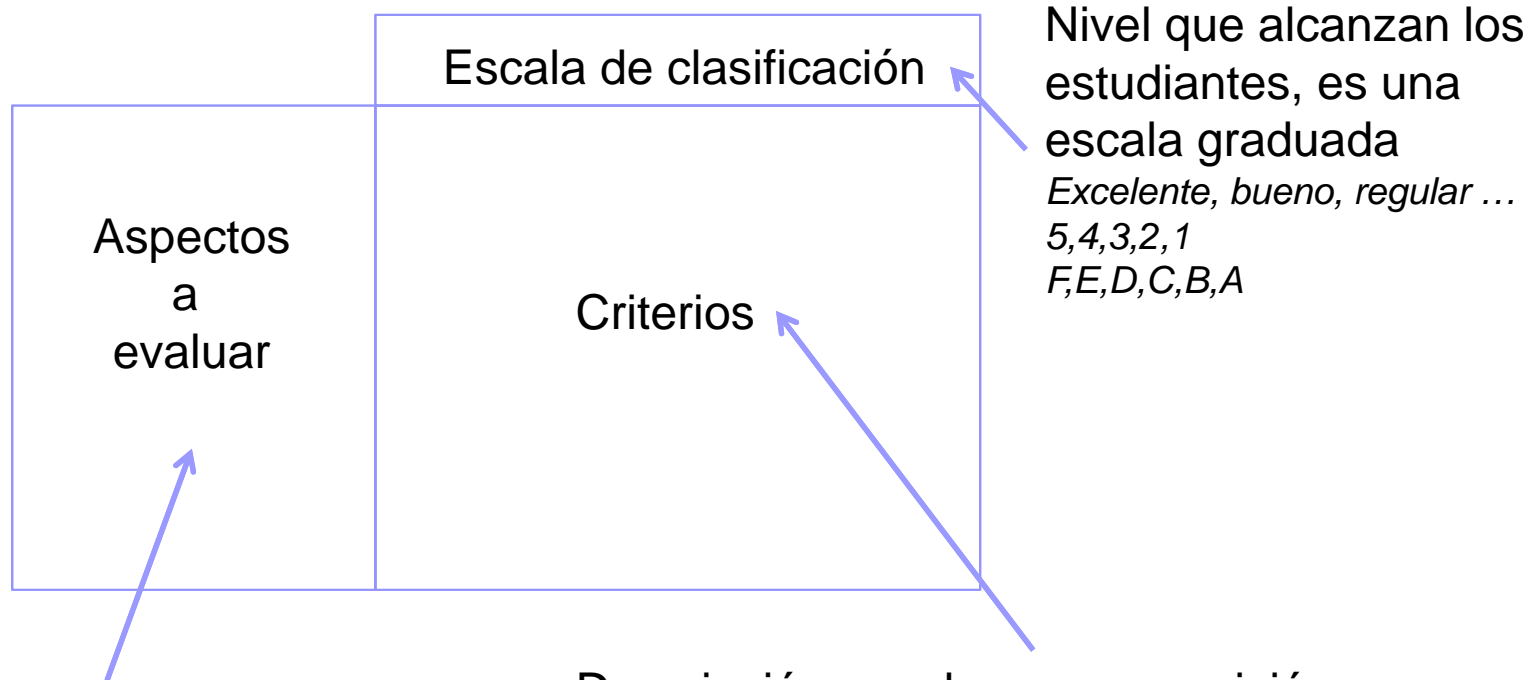 Nivel que alcanzan los
estudiantes, es una
escala graduada
Excelente, bueno, regular …
5,4,3,2,1
F,E,D,C,B,A
Escala de clasificación
Aspectos
a
evaluar
Criterios